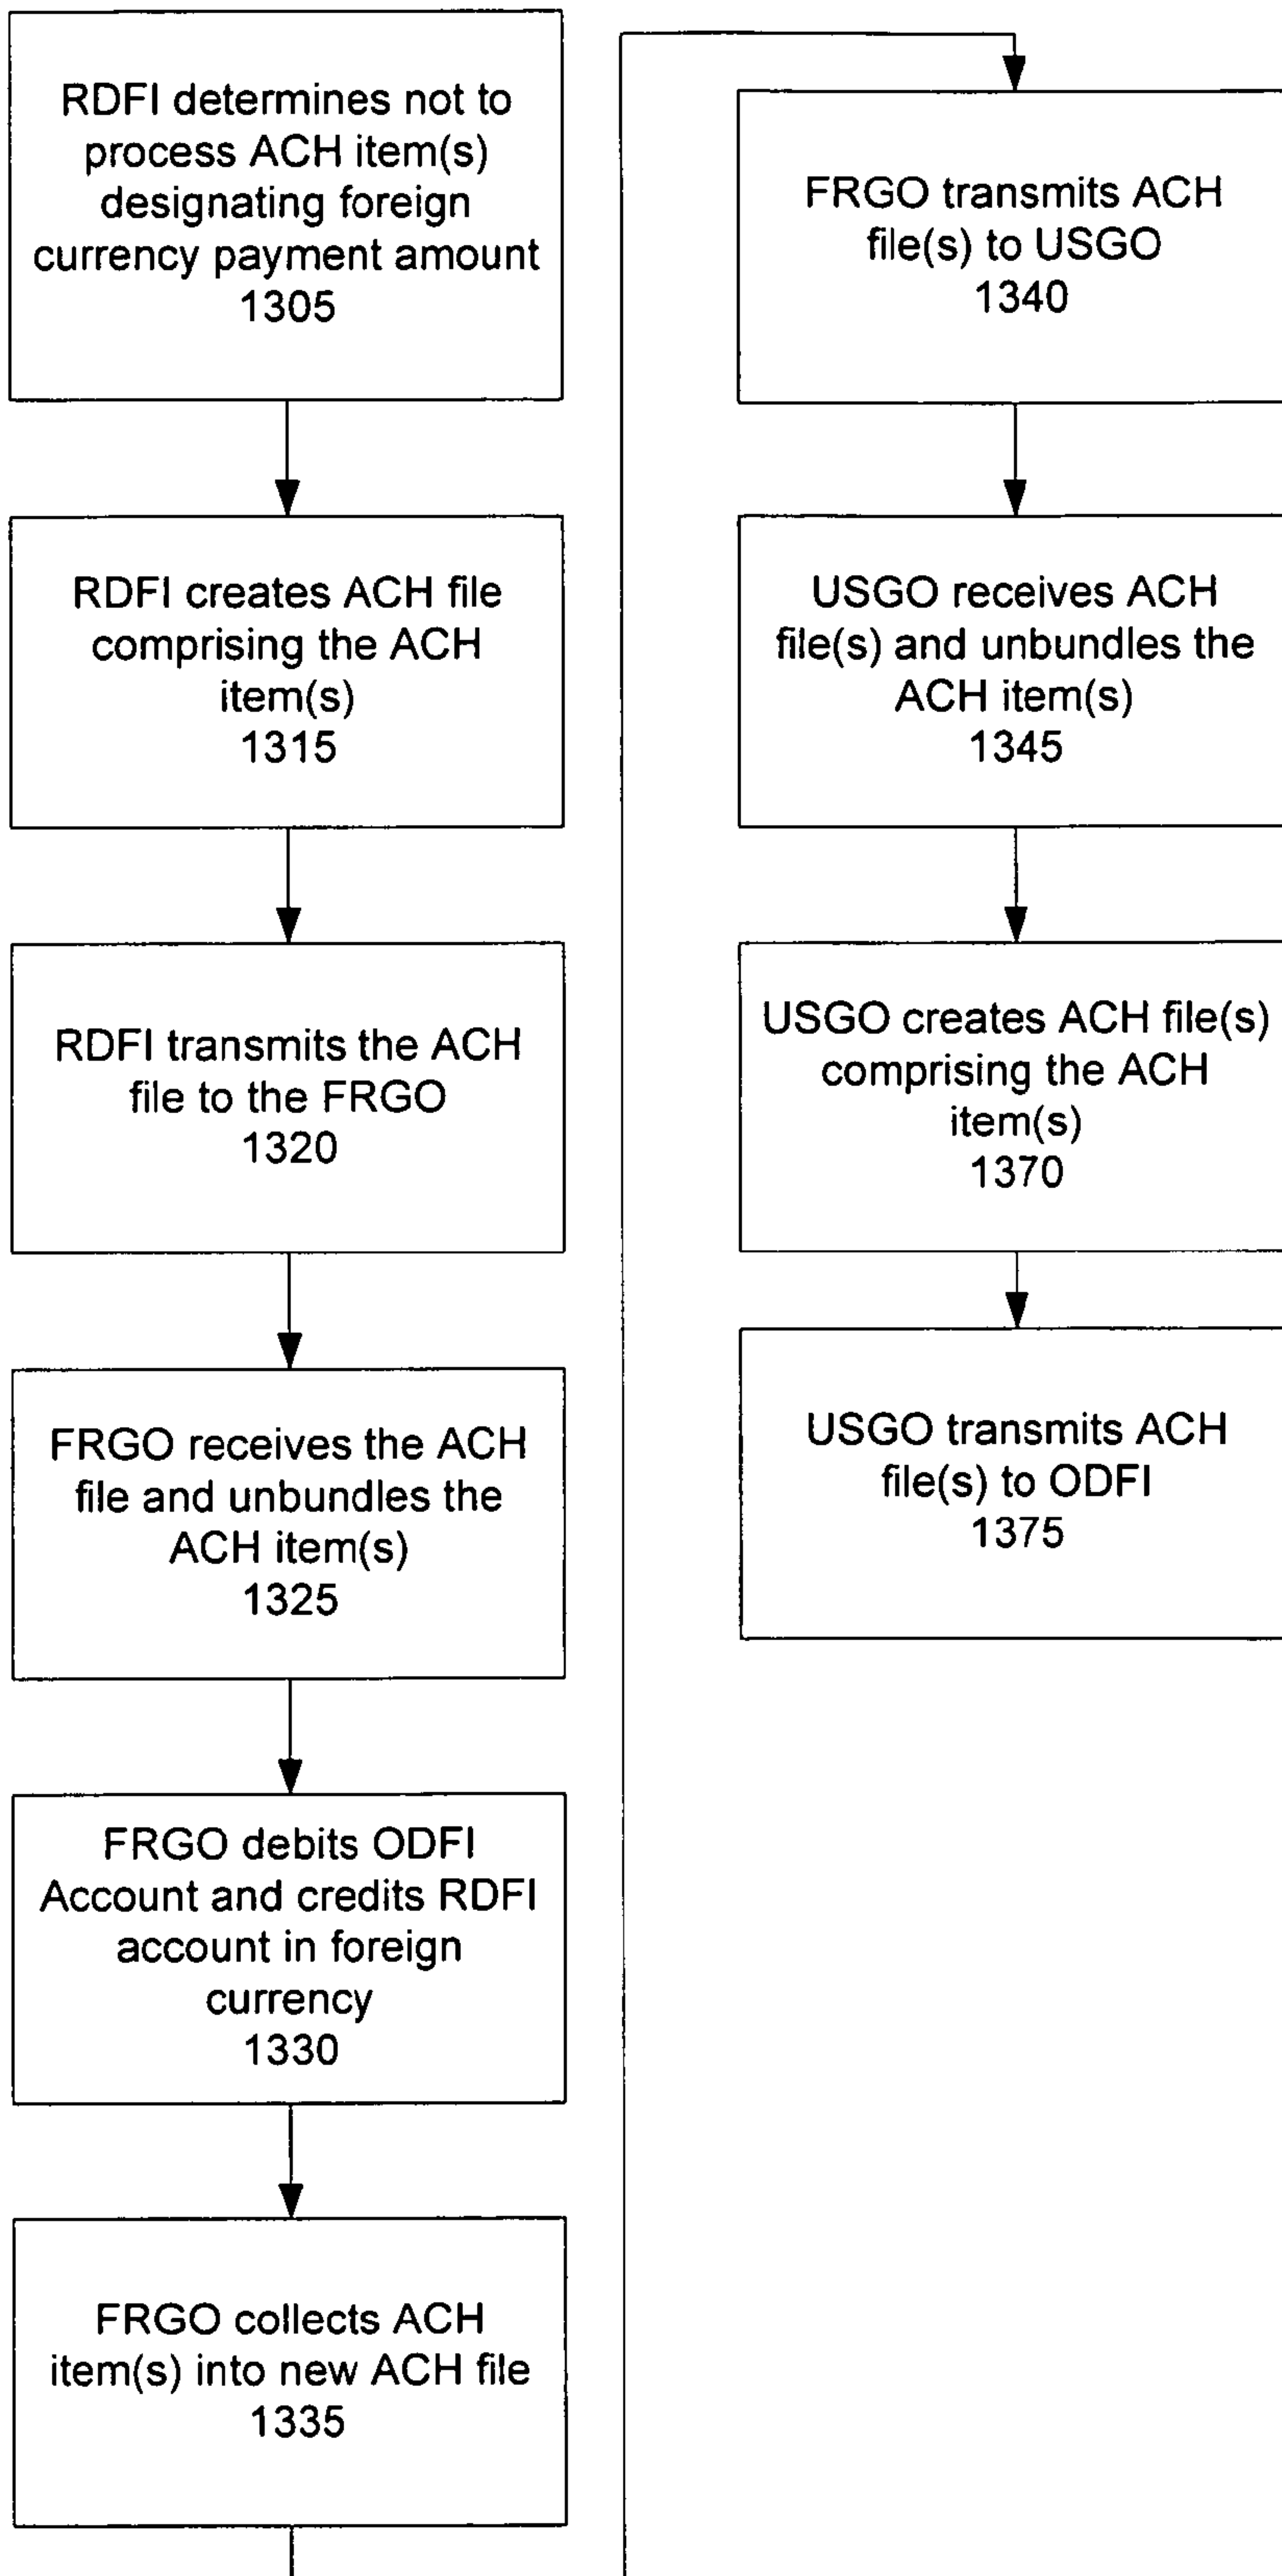 RDFI determines not to
process ACH item(s)
designating foreign
currency payment amount
1305
RDFI creates ACH file
comprising the ACH
item(s)
1315
RDFI transmits the ACH
file to the FRGO
1320
FRGO receives the ACH
file and unbundles the
ACH item(s)
1325
FRGO debits ODFI
Account and credits RDFI
account in foreign
currency
1330
FRGO collects ACH
item(s) into new ACH file
1335
FRGO transmits ACH
file(s) to USGO
1340
USGO receives ACH
file(s) and unbundles the
ACH item(s)
1345
USGO creates ACH file(s)
comprising the ACH
item(s)
1370
USGO transmits ACH
file(s) to ODFI
1375